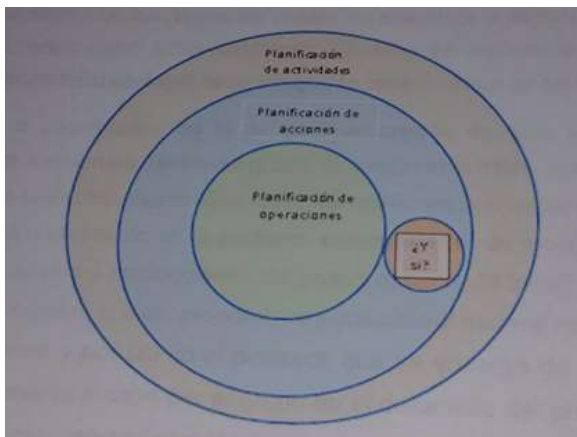 Planificación
de actividades
Planificación de
acciones
Planificación de
operaciones
¿Y
si?